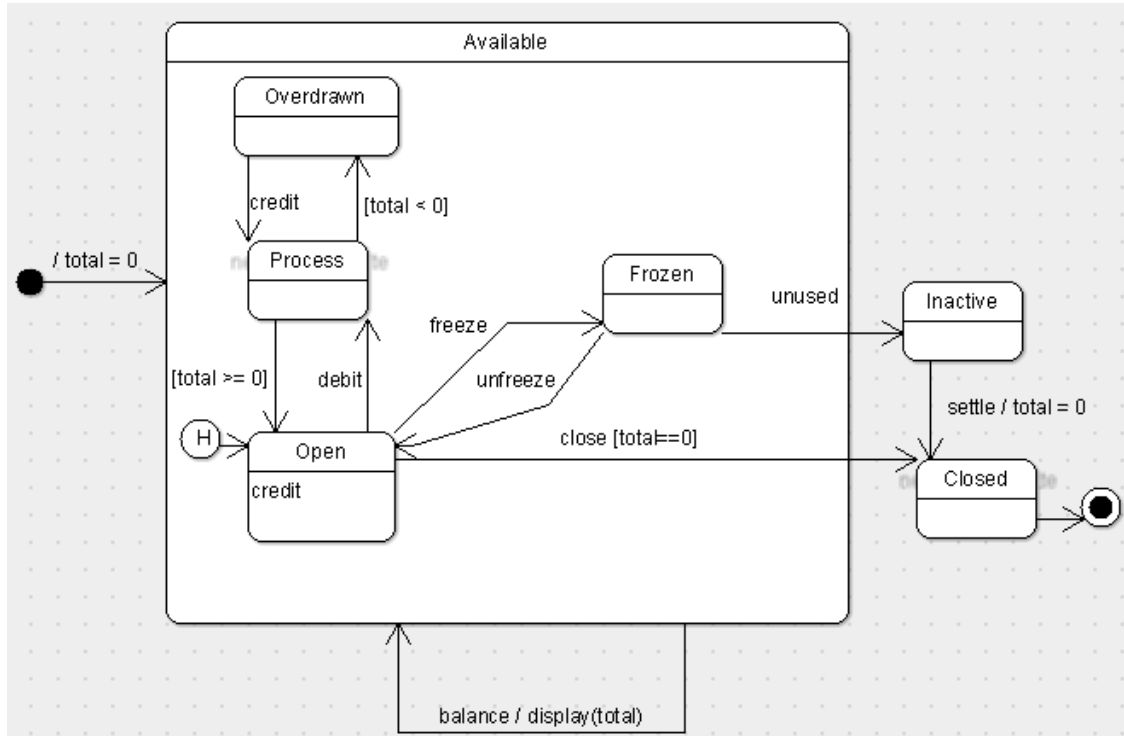 Available
Overdrawn
credit
[total < 0]
/ total = 0
Process
Frozen
unused
Inactive
freeze
[total >= 0]
debit
unfreeze
settle / total = 0
H
Open
close [total==0]
credit
Closed
balance / display(total)